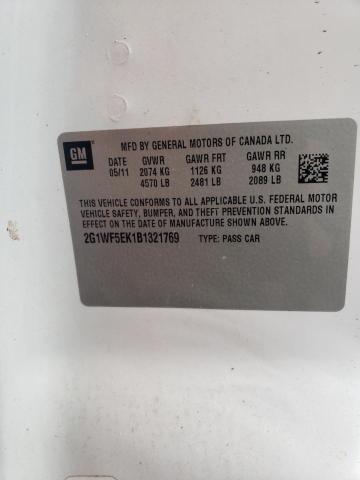 GM
MFD BY GENERAL MOTORS OF CANADA LTD.
DATE GVWR GAWR FRT GAWR RR
05/11 2074 KG 1126 KG 948 KG
4570 LB 2481 LB 2089 LB
THIS VEHICLE CONFORMS TO ALL APPLICABLE U.S. FEDERAL MOTOR
VEHICLE SAFETY, BUMPER, AND THEFT PREVENTION STANDARDS IN
EFFECT ON THE DATE OF MANUFACTURE SHOWN ABOVE.
2G1WF5EK1B1321769 TYPE: PASS CAR